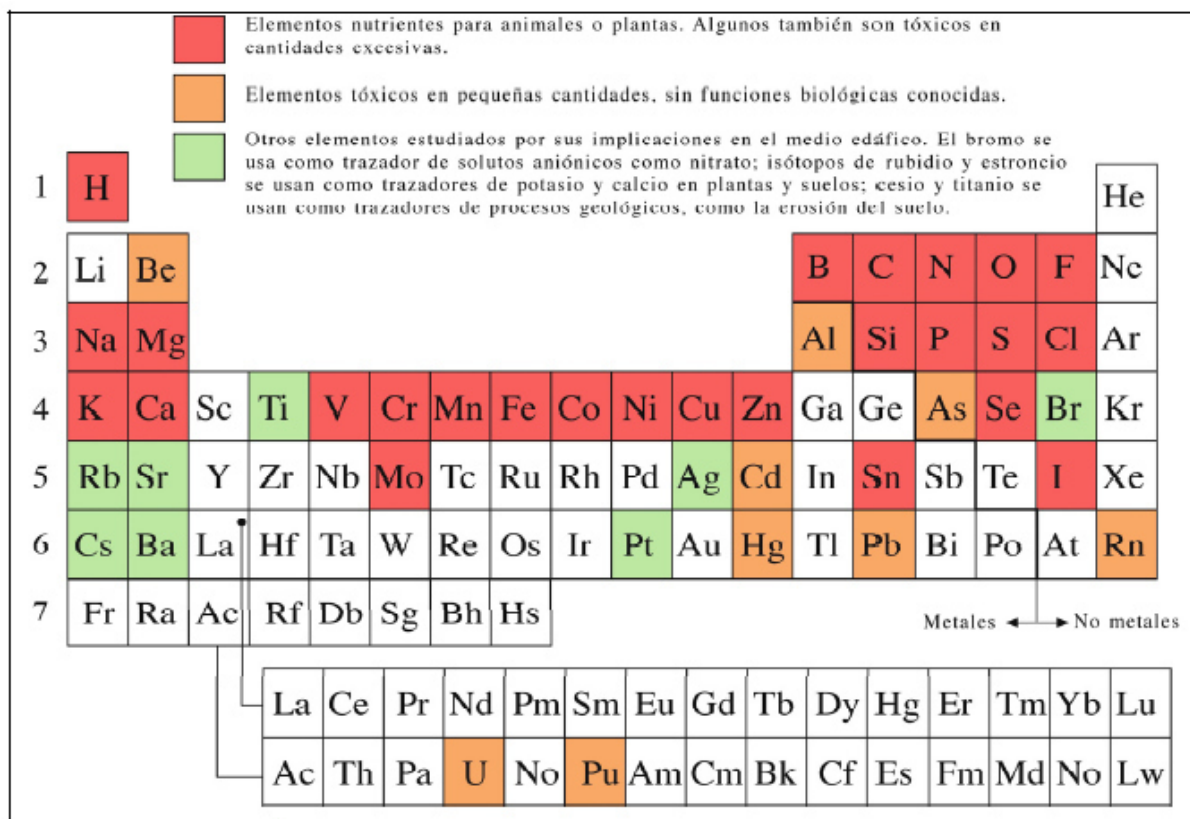 Elementos nutrientes para animales o plantas. Algunos también son tóxicos en
cantidades excesivas.
Elementos tóxicos en pequeñas cantidades, sin funciones biológicas conocidas.
Otros elementos estudiados por sus implicaciones en el medio edáfico. El bromo se
usa como trazador de solutos aniónicos como nitrato; isótopos de rubidio y estroncio
se usan como trazadores de potasio y calcio en plantas y suelos; cesio y titanio se
usan como trazadores de procesos geológicos, como la erosión del suelo.
1 H He
2 Li Be B C N O F Nc
3 Na Mg Al Si P S Cl Ar
4 K Ca Sc Ti V Cr Mn Fe Co Ni Cu Zn Ga Ge As Se Br Kr
5 Rb Sr Y Zr Nb Mo Tc Ru Rh Pd Ag Cd In Sn Sb Te I Xe
6 Cs Ba La Hf Ta W Re Os Ir Pt Au Hg Tl Pb Bi Po At Rn
7 Fr Ra Ac Rf Db Sg Bh Hs
Metales No metales
La Ce Pr Nd Pm Sm Eu Gd Tb Dy Hg Er Tm Yb Lu
Ac Th Pa U No Pu Am Cm Bk Cf Es Fm Md No Lw